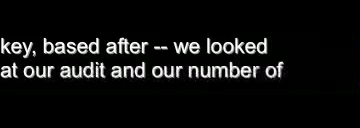 key, based after -- we looked
at our audit and our number of